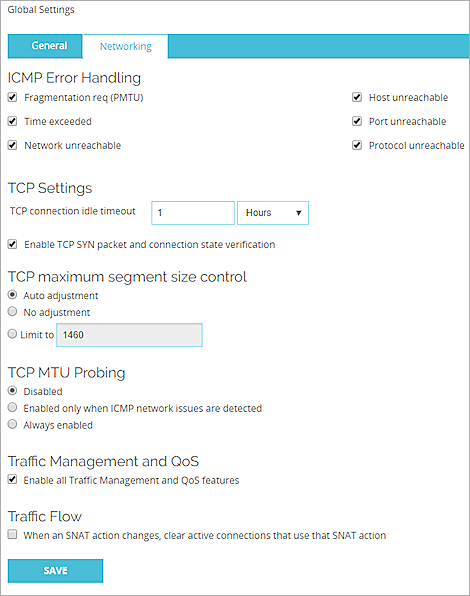 Global Settings
General
Networking
ICMP Error Handling
Fragmentation req (PMTU)
Host unreachable
Time exceeded
Port unreachable
Network unreachable
Protocol unreachable
TCP Settings
TCP connection idle timeout
1
Hours
Enable TCP SYN packet and connection state verification
TCP maximum segment size control
Auto adjustment
No adjustment
Limit to
1460
TCP MTU Probing
Disabled
Enabled only when ICMP network issues are detected
Always enabled
Traffic Management and QoS
Enable all Traffic Management and QoS features
Traffic Flow
When an SNAT action changes, clear active connections that use that SNAT action
SAVE